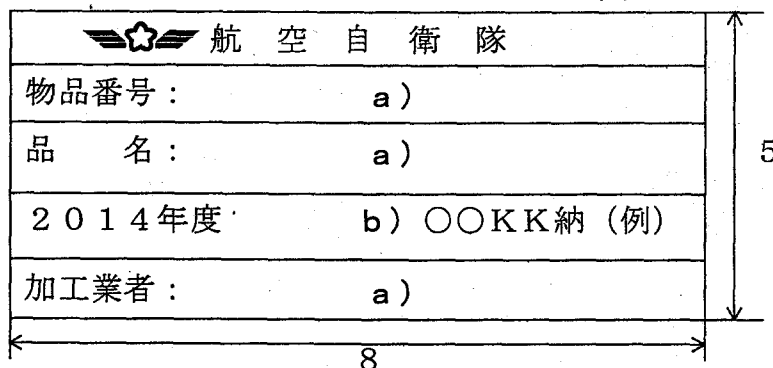 航空自衛隊
物品番号： a）
品　　名： a）
5
２０１４年度 b）○○ＫＫ納（例）
加工業者： a）
8